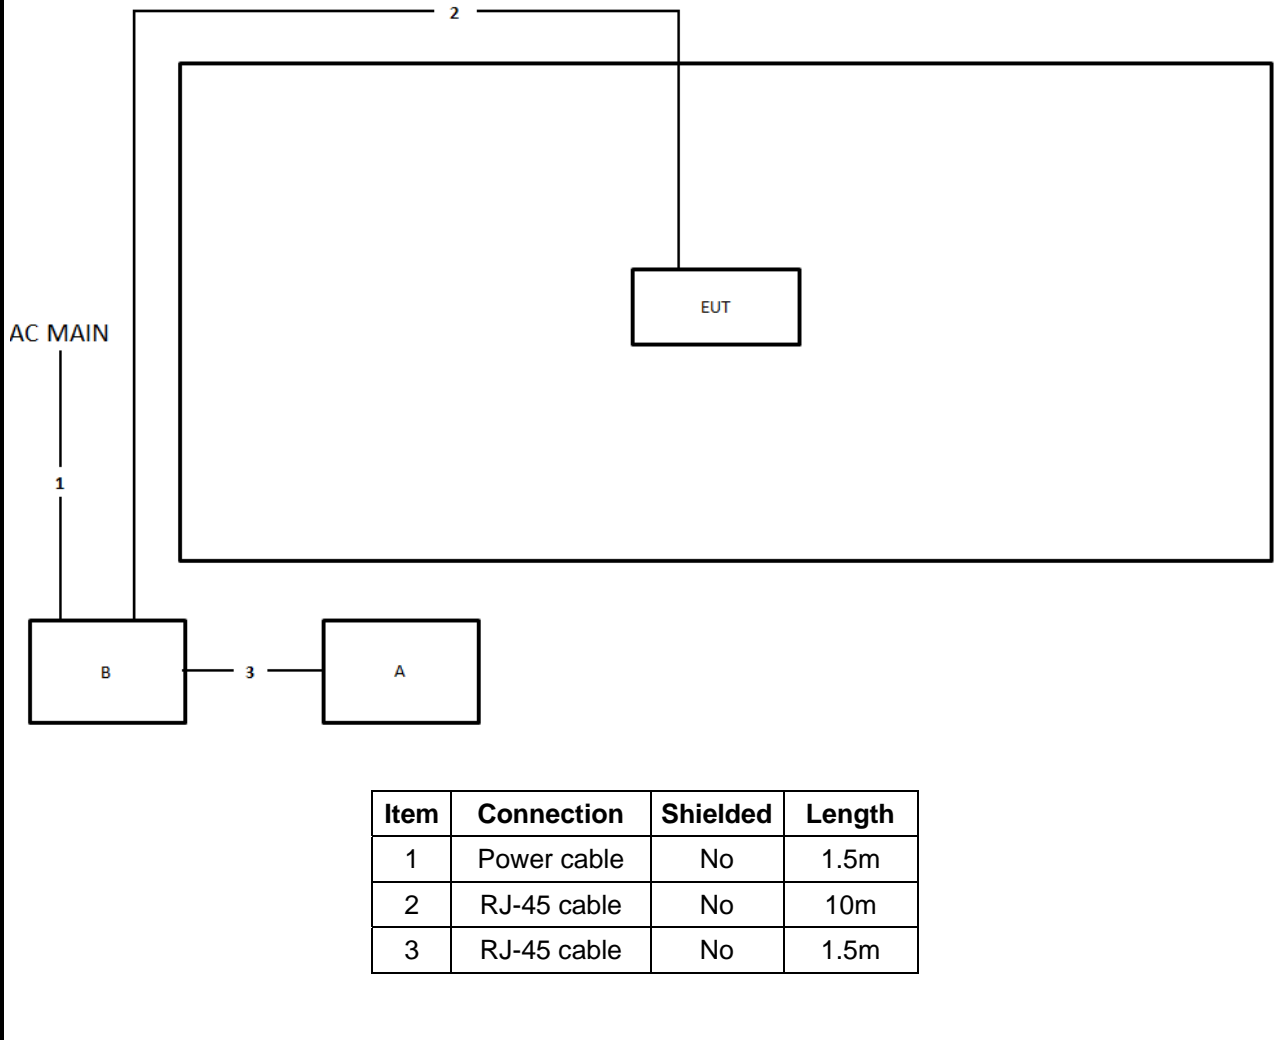 2
EUT
AC MAIN
1
B
3
A
Item Connection Shielded Length
1 Power cable No 1.5m
2 RJ-45 cable No 10m
3 RJ-45 cable No 1.5m